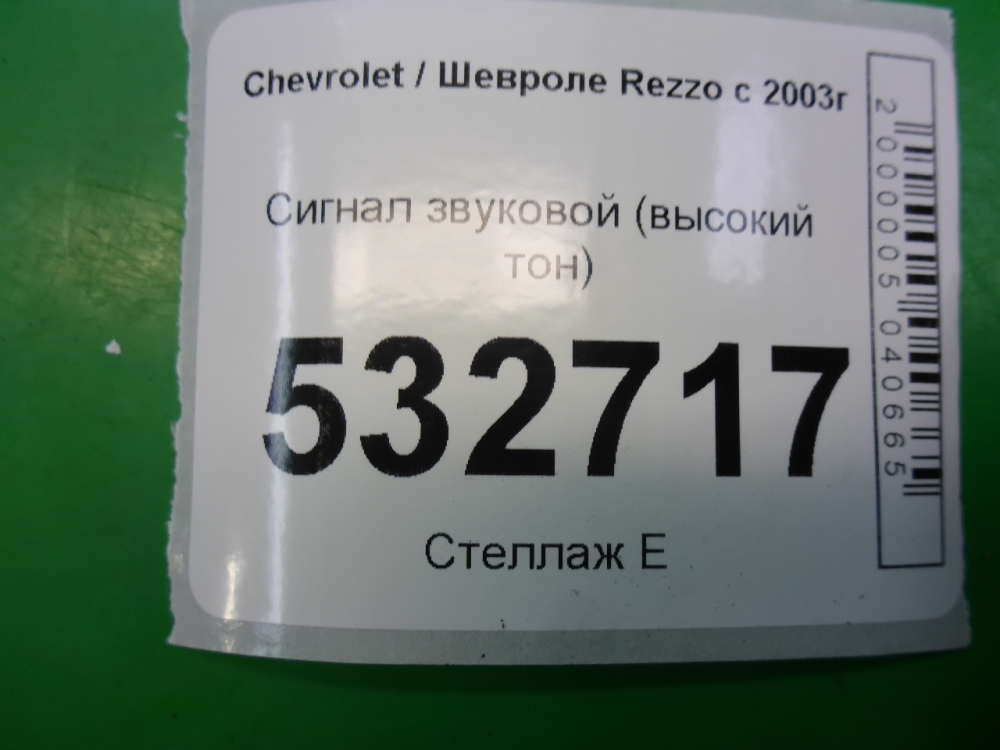 Chevrolet / Шевроле Rezzo с 2003г
Сигнал звуковой (высокий
тон)
532717
Стеллаж Е
2000005040665